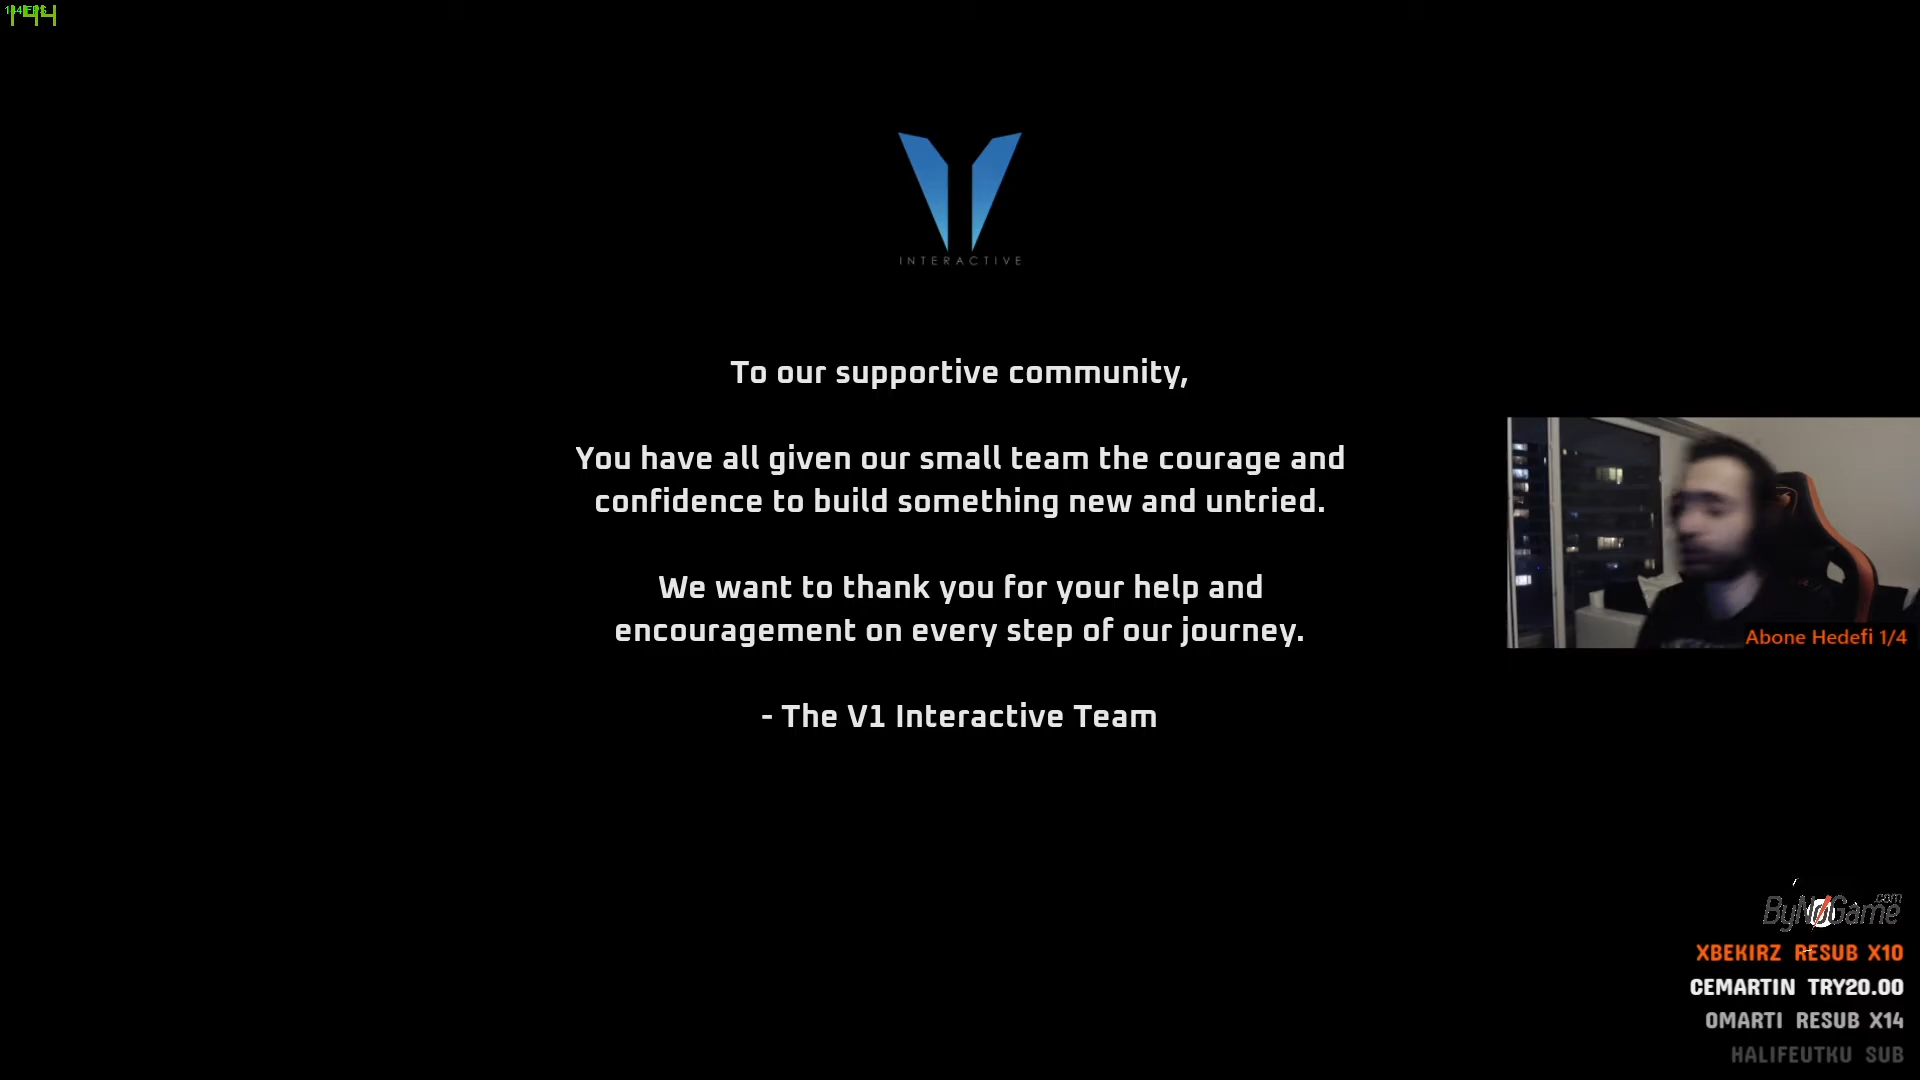 144
INTERACTIVE
To our supportive community,
You have all given our small team the courage and
confidence to build something new and untried.
We want to thank you for your help and
encouragement on every step of our journey.
- The V1 Interactive Team
Abone Hedefi 1/4
ByNoGame.com
XBEKIRZ RESUB X10
CEMARTIN TRY20.00
OMARTI RESUB X14
HALIFEUTKU SUB